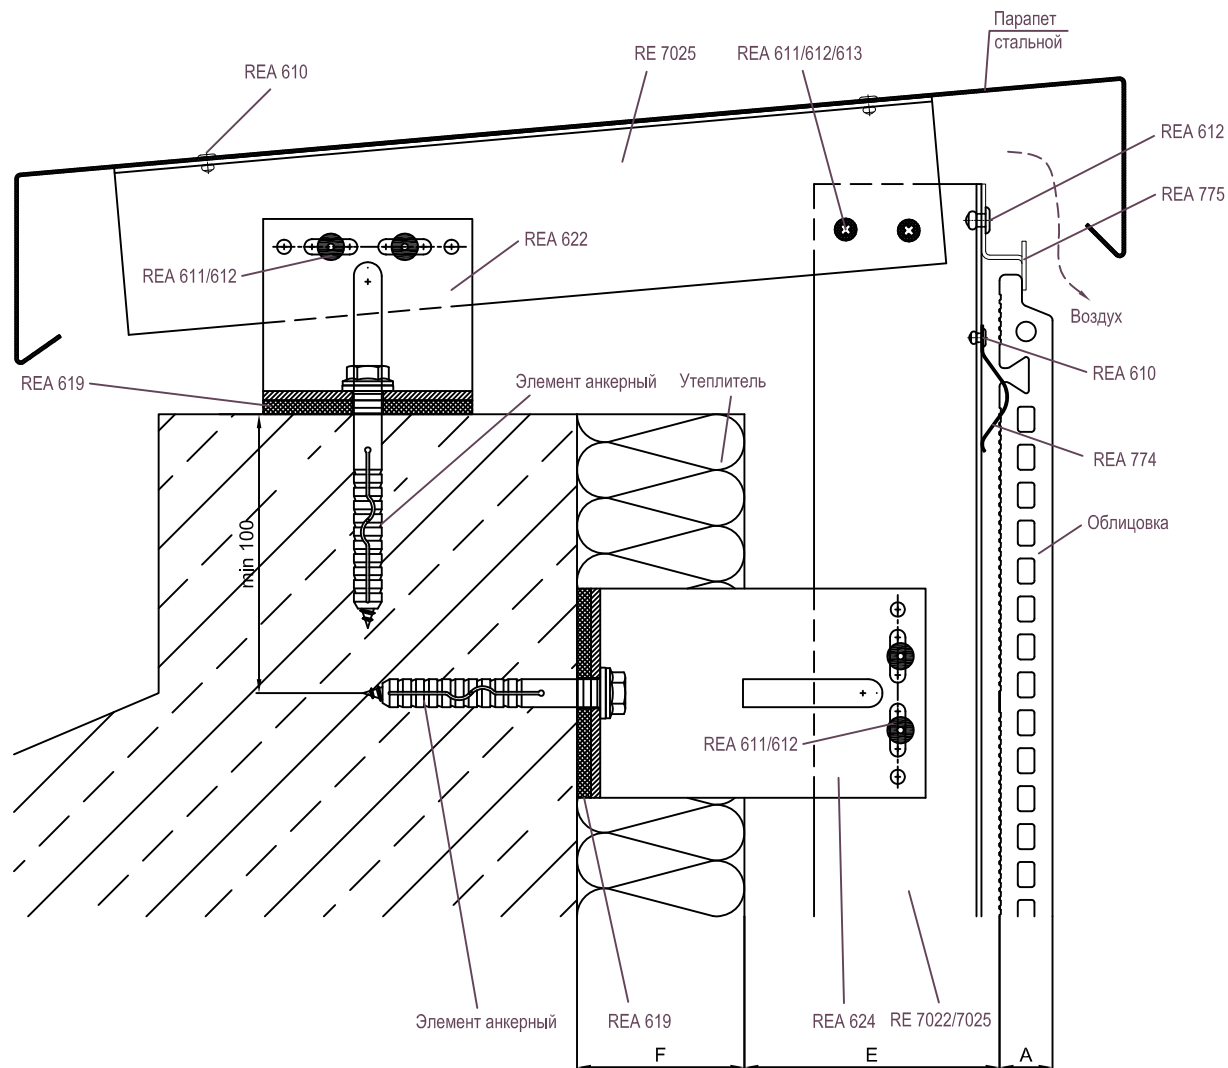 Парапет
стальной
RE 7025
REA 611/612/613
REA 610
REA 612
REA 775
REA 622
REA 611/612
Воздух
REA 619
Элемент анкерный
Утеплитель
REA 610
REA 774
Облицовка
min 100
REA 611/612
Элемент анкерный
REA 619
REA 624
RE 7022/7025
F
E
A